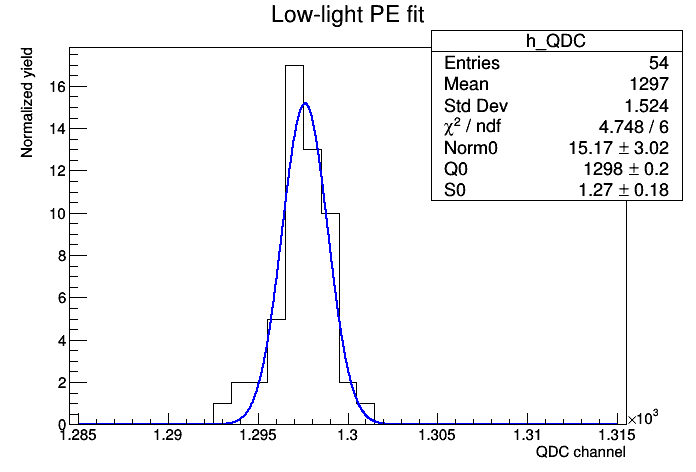 Low-light PE fit
h_QDC
Entries 54
Mean 1297
Std Dev 1.524
χ² / ndf 4.748 / 6
Norm0 15.17 ± 3.02
Q0 1298 ± 0.2
S0 1.27 ± 0.18
Normalized yield
16
14
12
10
8
6
4
2
0
1.285 1.29 1.295 1.3 1.305 1.31 1.315
×10³
QDC channel